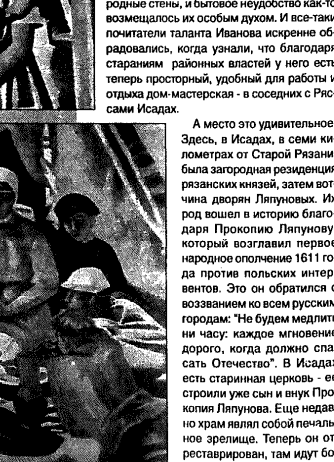 родные стены, и бытовое неудобство как-то
возмещалось их особым духом. И все-таки
почитатели таланта Иванова искренне об-
радовались, когда узнали, что благодаря
стараниям районных властей у него есть
теперь просторный, удобный для работы и
отдыха дом-мастерская - в соседних с Ряс-
сами Исадах.
А место это удивительное.
Здесь, в Исадах, в семи ки-
лометрах от Старой Рязани,
была загородная резиденция
рязанских князей, затем вот-
чина дворян Ляпуновых. Их
род вошел в историю благо-
даря Прокопию Ляпунову,
который возглавил первое
народное ополчение 1611 го-
да против польских интер-
вентов. Это он обратился с
воззванием ко всем русским
городам: "Не будем медлить
ни часу: каждое мгновение
дорого, когда должно спа-
сать Отечество". В Исадах
есть старинная церковь - ее
строили уже сын и внук Про-
копия Ляпунова. Еще недав-
но храм являл собой печаль-
ное зрелище. Теперь он от-
реставрирован, там идут бо